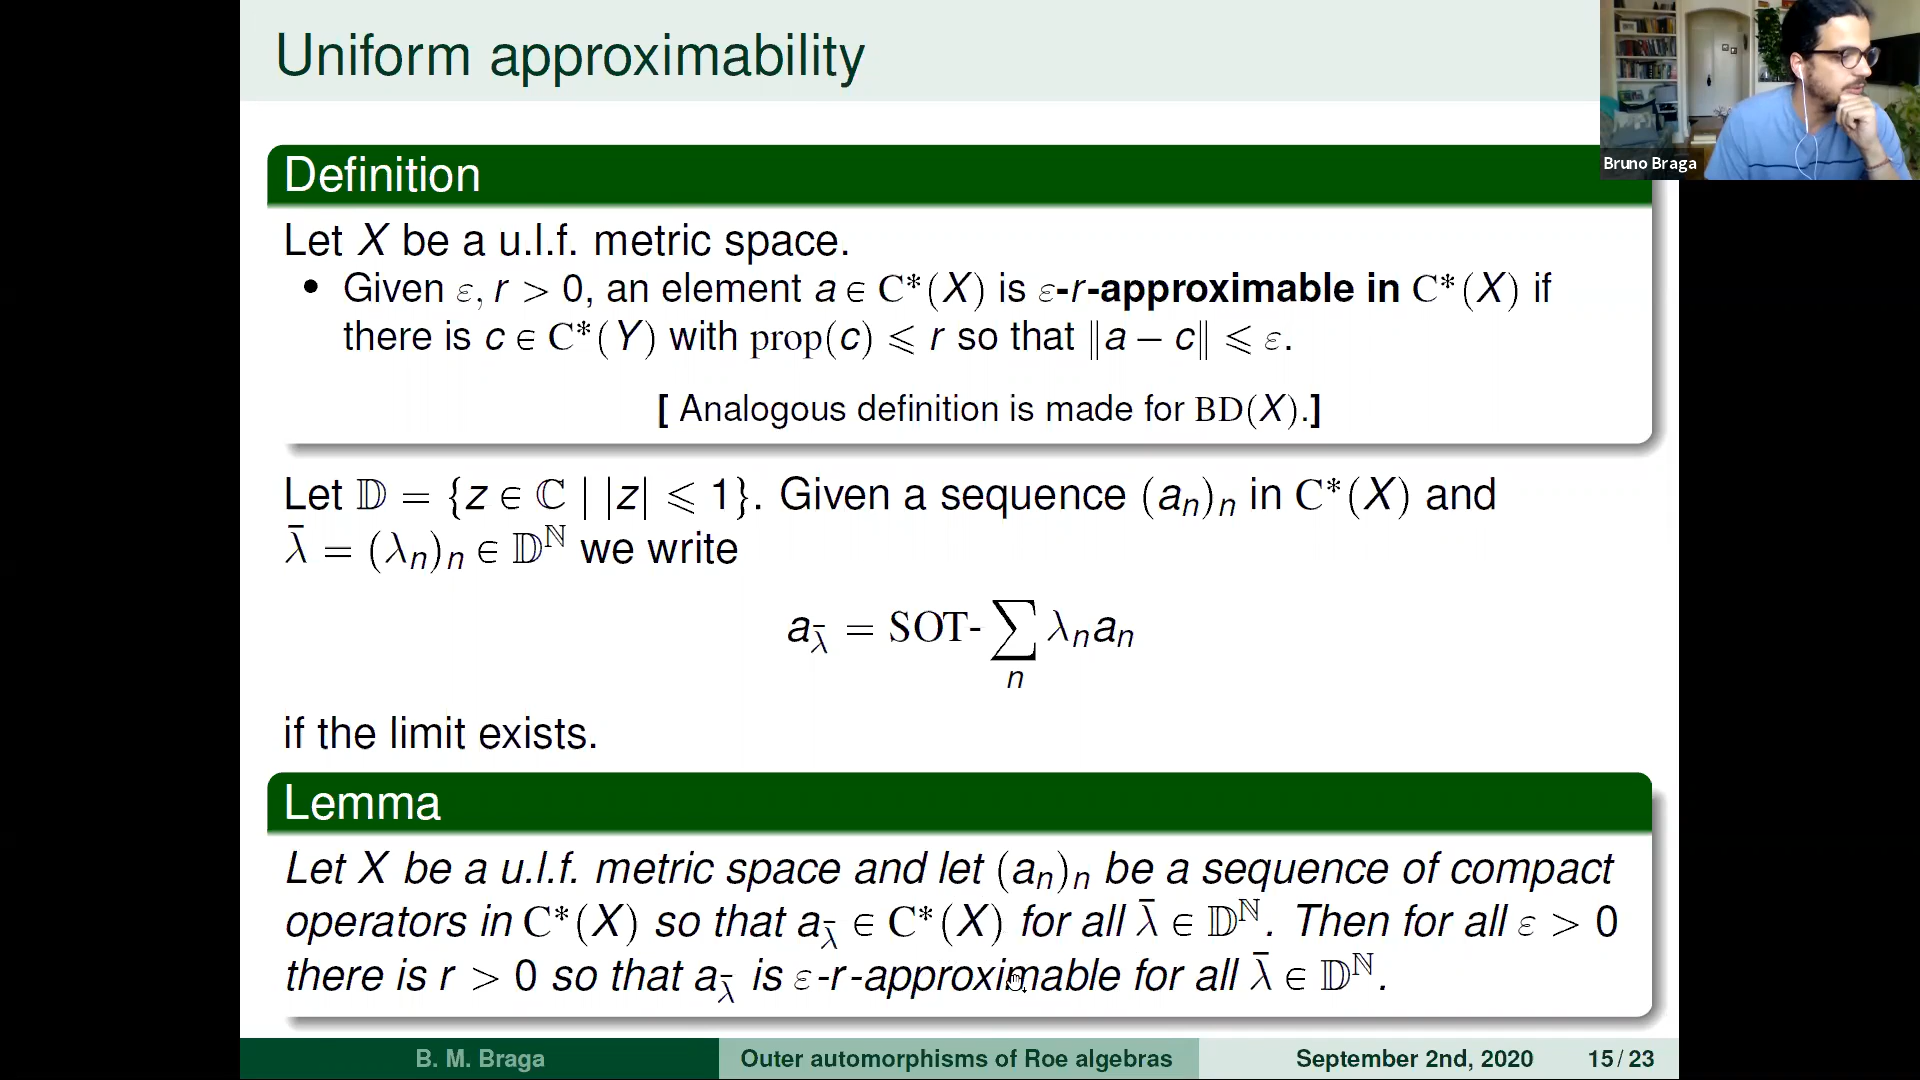 Uniform approximability
Bruno Braga
Definition
Let X be a u.l.f. metric space.
• Given ε, r > 0, an element a ∈ C*(X) is ε-r-approximable in C*(X) if
there is c ∈ C*(Y) with prop(c) ⩽ r so that ‖a − c‖ ⩽ ε.
[ Analogous definition is made for BD(X).]
Let 𝔻 = {z ∈ ℂ | |z| ⩽ 1}. Given a sequence (aₙ)ₙ in C*(X) and
λ̄ = (λₙ)ₙ ∈ 𝔻^ℕ we write
a_λ̄ = SOT-∑ λₙaₙ
n
if the limit exists.
Lemma
Let X be a u.l.f. metric space and let (aₙ)ₙ be a sequence of compact
operators in C*(X) so that a_λ̄ ∈ C*(X) for all λ̄ ∈ 𝔻^ℕ. Then for all ε > 0
there is r > 0 so that a_λ̄ is ε-r-approximable for all λ̄ ∈ 𝔻^ℕ.
B. M. Braga
Outer automorphisms of Roe algebras
September 2nd, 2020
15 / 23